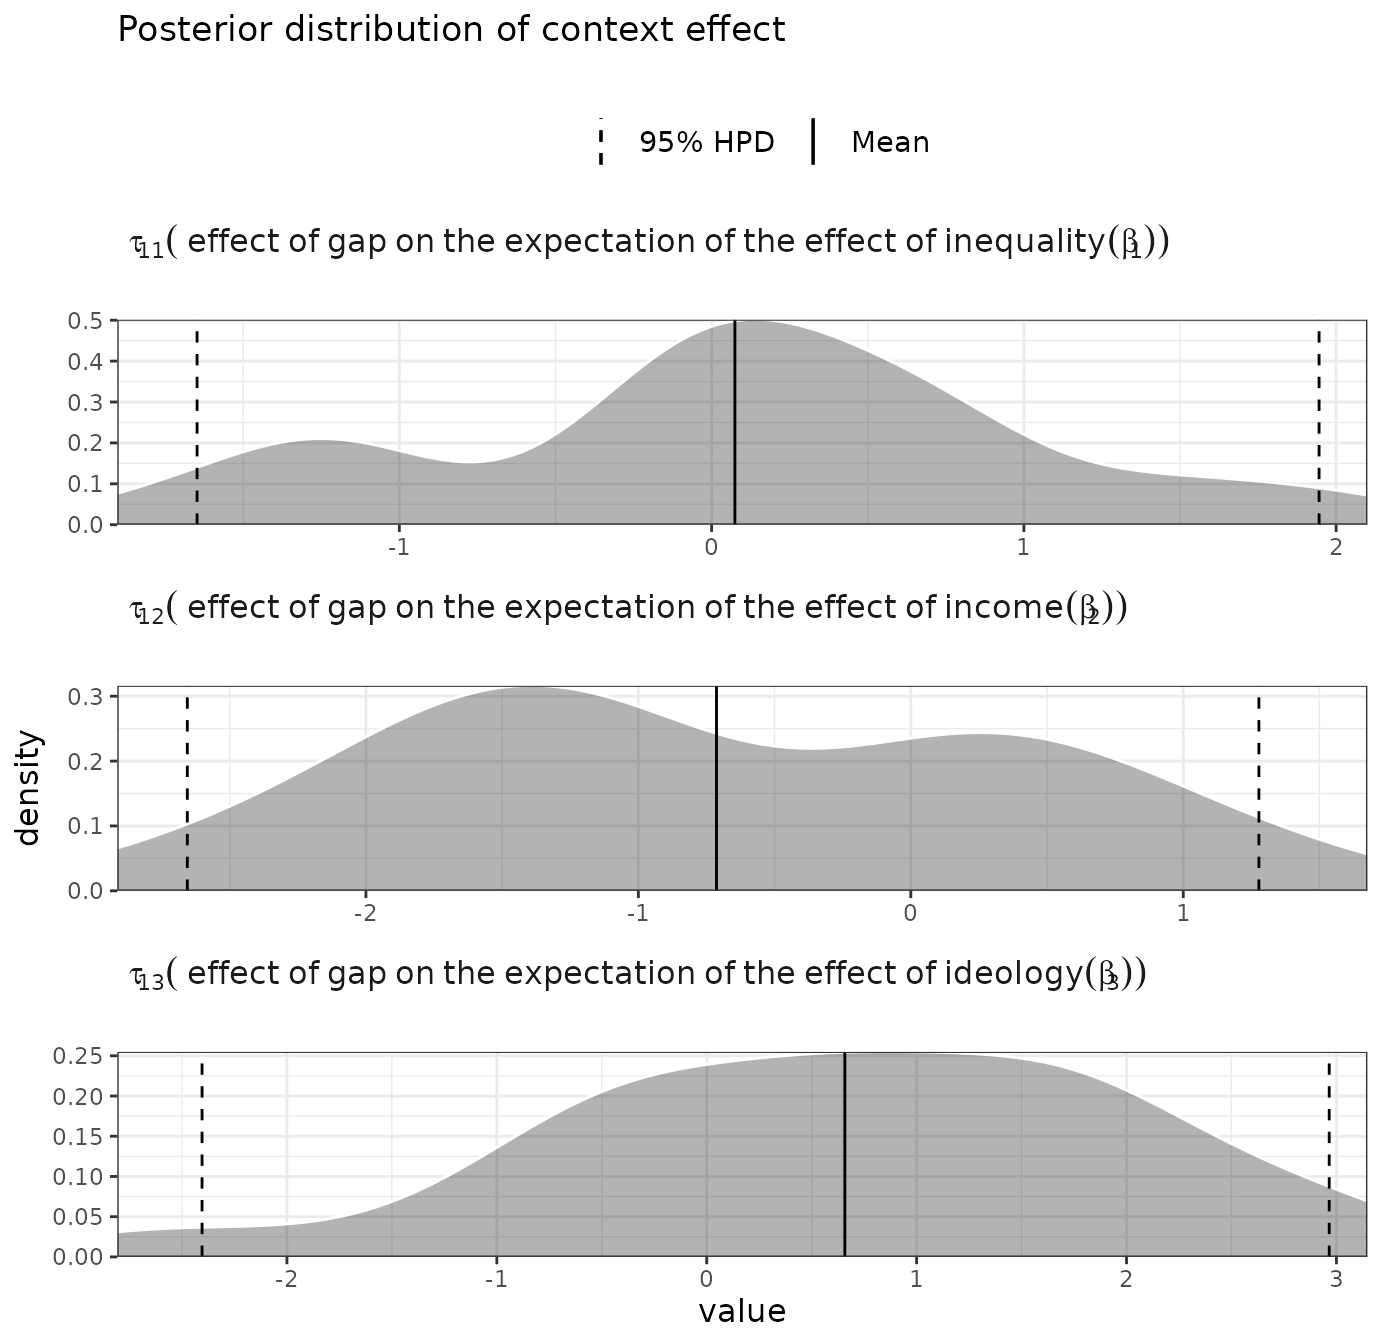 Posterior distribution of context effect
95% HPD Mean
τ11( effect of gap on the expectation of the effect of inequality(β1))
0.5
0.4
0.3
0.2
0.1
0.0
-1 0 1 2
τ12( effect of gap on the expectation of the effect of income(β2))
0.3
0.2
0.1
0.0
-2 -1 0 1
density
τ13( effect of gap on the expectation of the effect of ideology(β3))
0.25
0.20
0.15
0.10
0.05
0.00
-2 -1 0 1 2 3
value